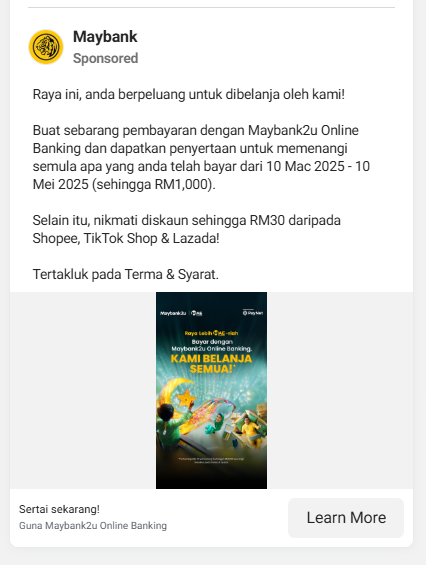 Maybank
Sponsored
Raya ini, anda berpeluang untuk dibelanja oleh kami!
Buat sebarang pembayaran dengan Maybank2u Online
Banking dan dapatkan penyertaan untuk memenangi
semula apa yang anda telah bayar dari 10 Mac 2025 - 10
Mei 2025 (sehingga RM1,000).
Selain itu, nikmati diskaun sehingga RM30 daripada
Shopee, TikTok Shop & Lazada!
Tertakluk pada Terma & Syarat.
Maybank2u MAE PayNet
Raya Lebih MAE-riah
Bayar dengan
Maybank2u Online Banking,
KAMI BELANJA
SEMUA!*
Sertai sekarang!
Guna Maybank2u Online Banking
Learn More